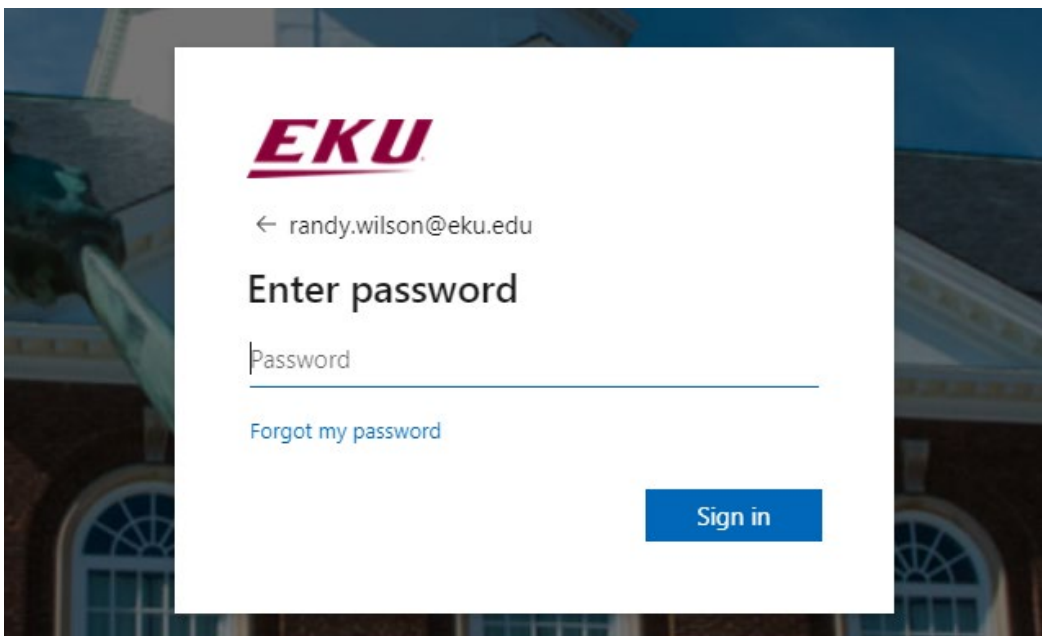 EKU
← randy.wilson@eku.edu
Enter password
Password
Forgot my password
Sign in